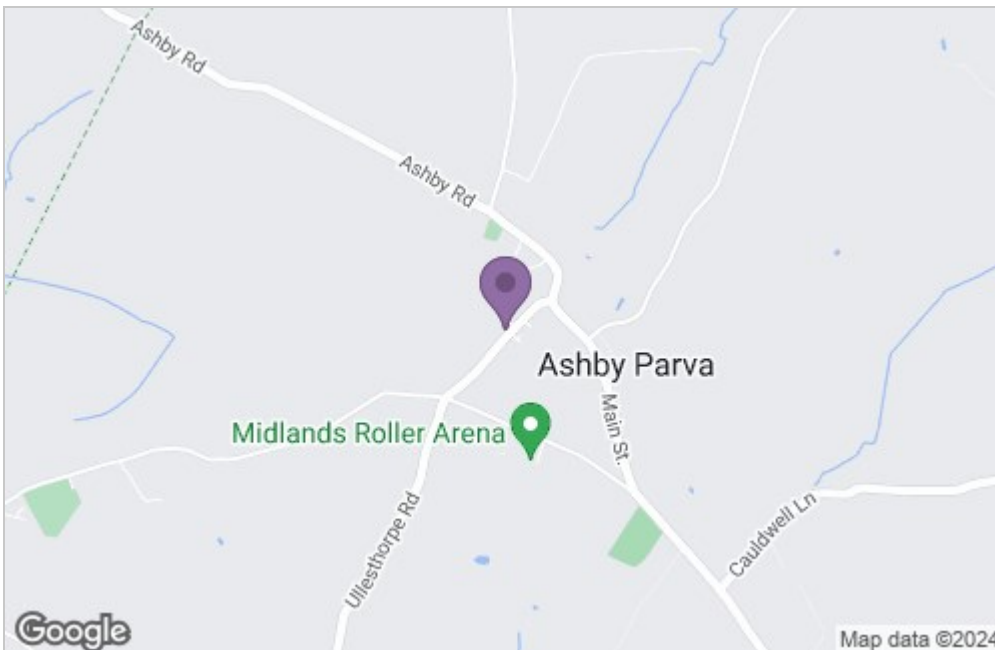 Ashby Rd
Ashby Rd
Ashby Parva
Midlands Roller Arena
Main St.
Ullesthorpe Rd
Cauldwell Ln
Google
Map data ©2024